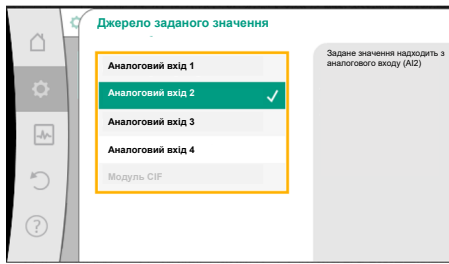 Джерело заданого значення
Аналоговий вхід 1
Аналоговий вхід 2
Аналоговий вхід 3
Аналоговий вхід 4
Модуль CIF
Задане значення надходить з
аналогового входу (AI2)